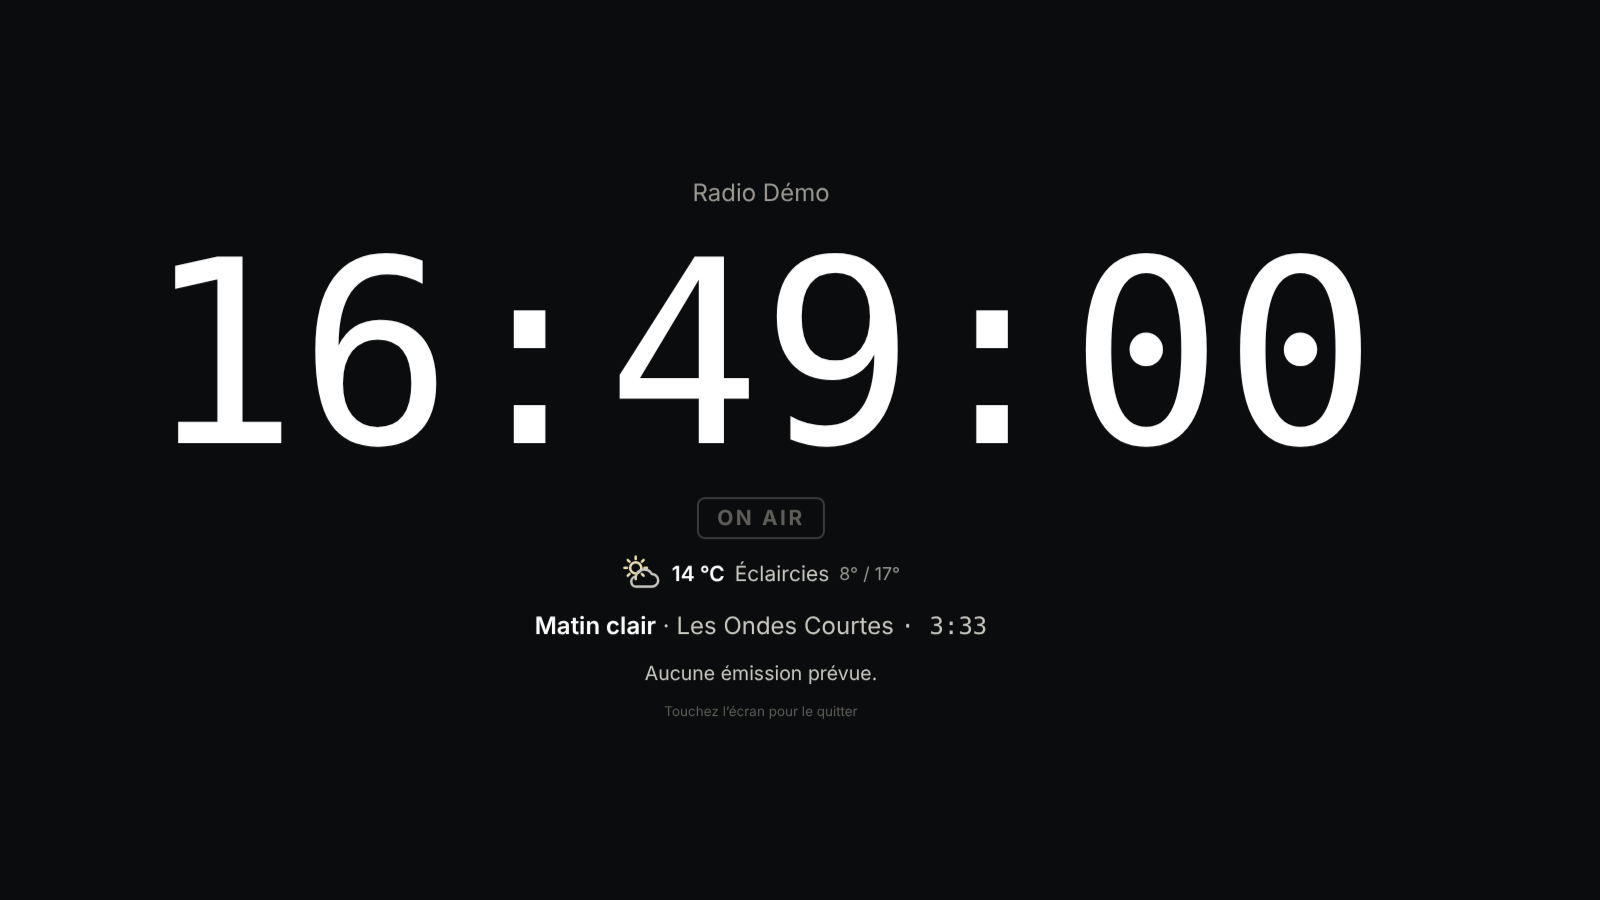 Radio Démo
16:49:00
ON AIR
14 °C Éclaircies 8° / 17°
Matin clair · Les Ondes Courtes · 3:33
Aucune émission prévue.
Touchez l’écran pour le quitter